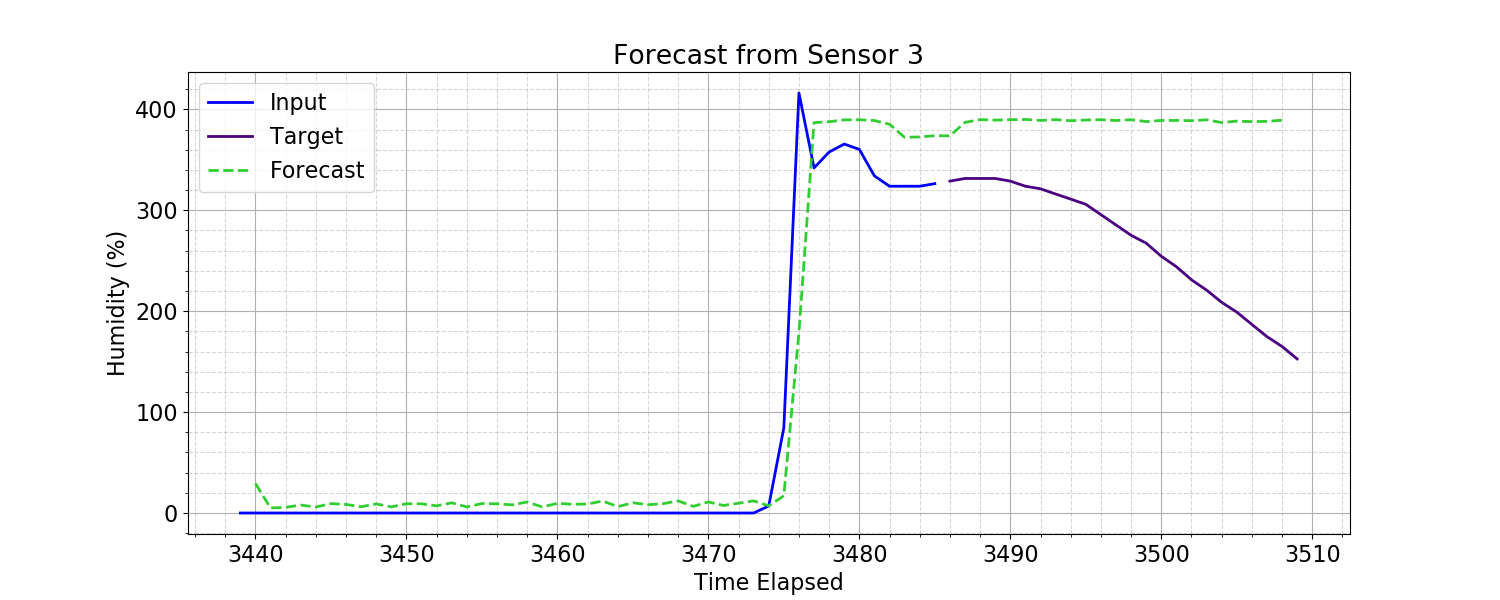 Forecast from Sensor 3
Input
Target
Forecast
Humidity (%)
400
300
200
100
0
3440 3450 3460 3470 3480 3490 3500 3510
Time Elapsed